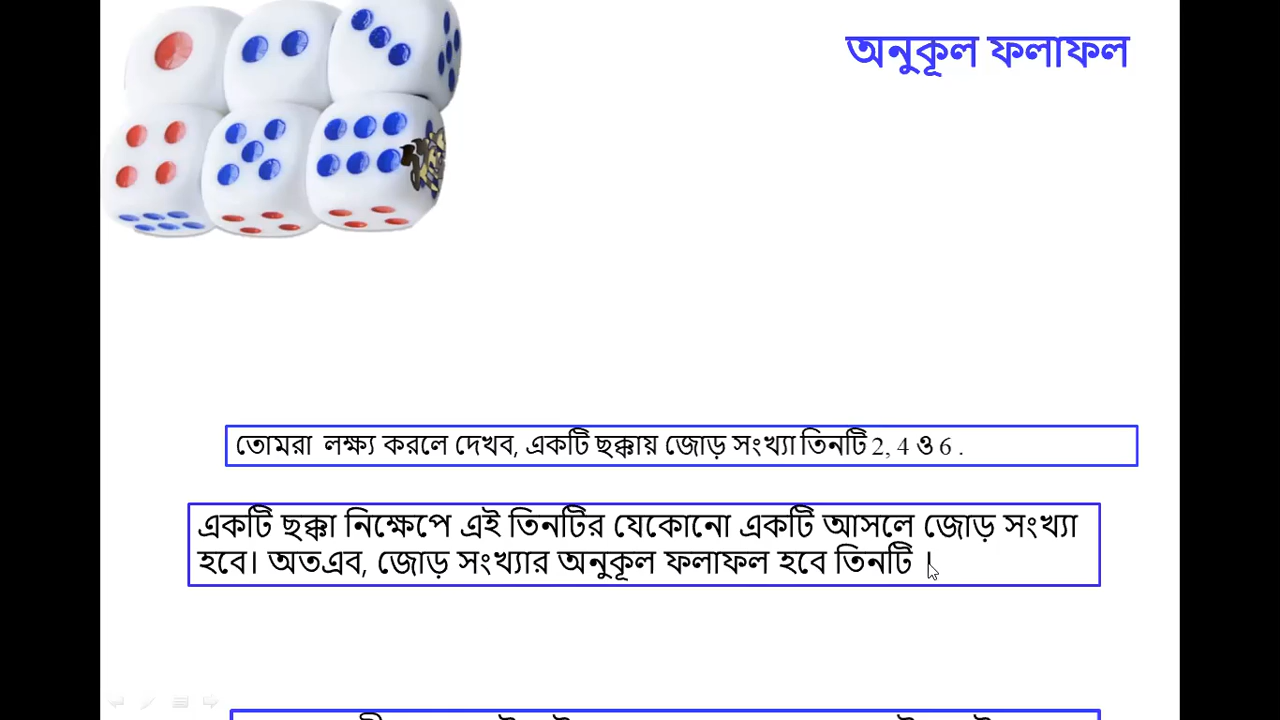 অনুকূল ফলাফল
তোমরা লক্ষ্য করলে দেখব, একটি ছক্কায় জোড় সংখ্যা তিনটি 2, 4 ও 6 .
একটি ছক্কা নিক্ষেপে এই তিনটির যেকোনো একটি আসলে জোড় সংখ্যা
হবে। অতএব, জোড় সংখ্যার অনুকূল ফলাফল হবে তিনটি ।